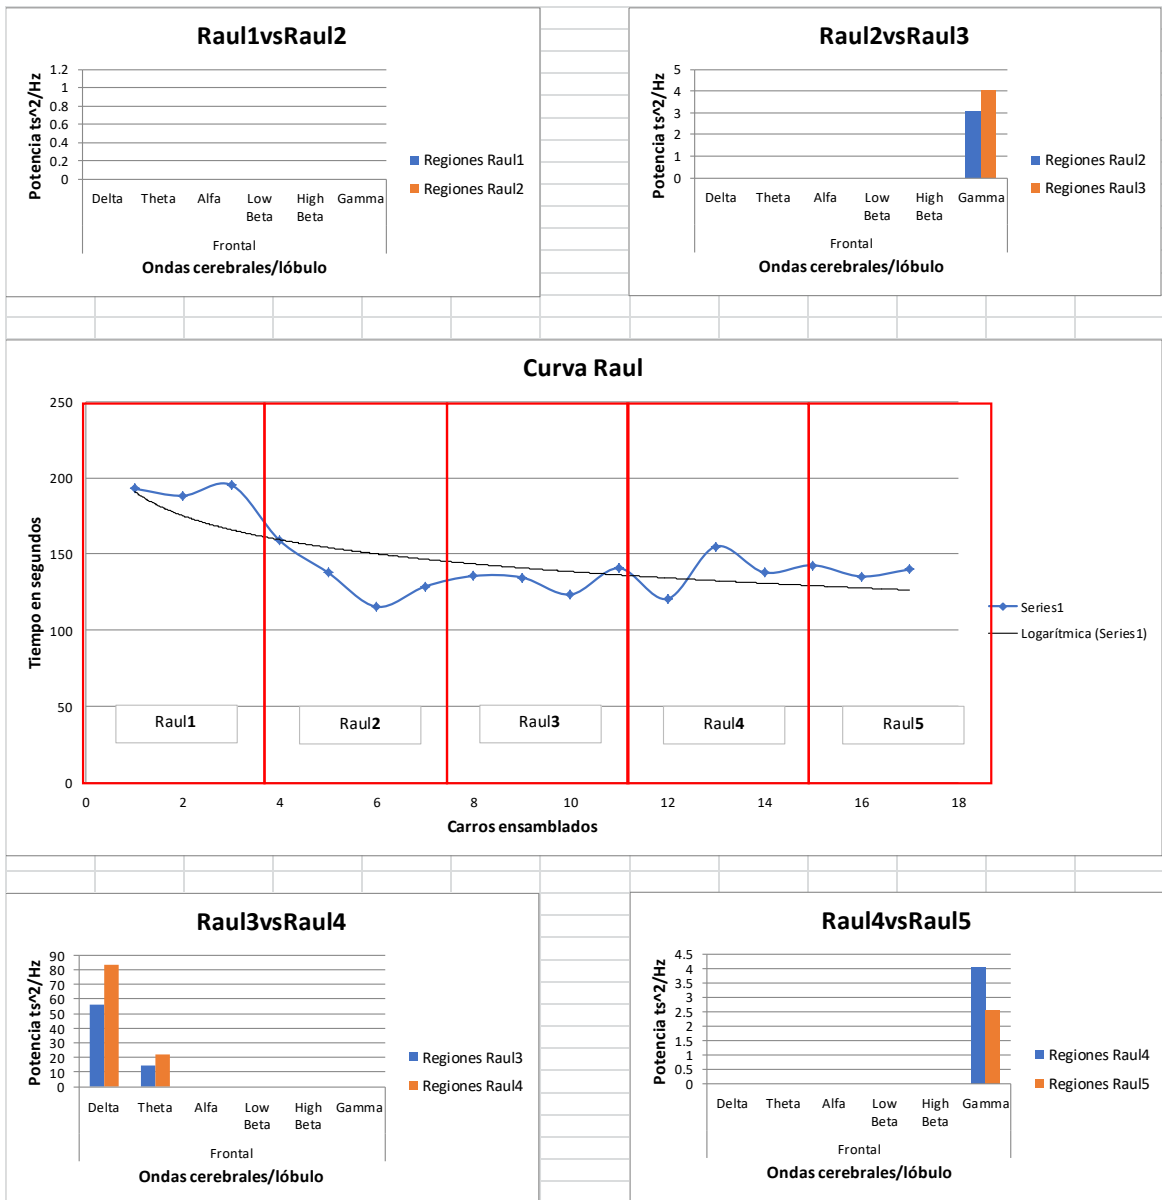 Raul1vsRaul2
Potencia ts^2/Hz
1.2
1
0.8
0.6
0.4
0.2
0
Delta Theta Alfa Low Beta High Beta Gamma
Frontal
Ondas cerebrales/lóbulo
Regiones Raul1
Regiones Raul2
Raul2vsRaul3
Potencia ts^2/Hz
5
4
3
2
1
0
Delta Theta Alfa Low Beta High Beta Gamma
Frontal
Ondas cerebrales/lóbulo
Regiones Raul2
Regiones Raul3
Curva Raul
Tiempo en segundos
250
200
150
100
50
0
Raul1 Raul2 Raul3 Raul4 Raul5
0 2 4 6 8 10 12 14 16 18
Carros ensamblados
Series1
Logarítmica (Series1)
Raul3vsRaul4
Potencia ts^2/Hz
90
80
70
60
50
40
30
20
10
0
Delta Theta Alfa Low Beta High Beta Gamma
Frontal
Ondas cerebrales/lóbulo
Regiones Raul3
Regiones Raul4
Raul4vsRaul5
Potencia ts^2/Hz
4.5
4
3.5
3
2.5
2
1.5
1
0.5
0
Delta Theta Alfa Low Beta High Beta Gamma
Frontal
Ondas cerebrales/lóbulo
Regiones Raul4
Regiones Raul5